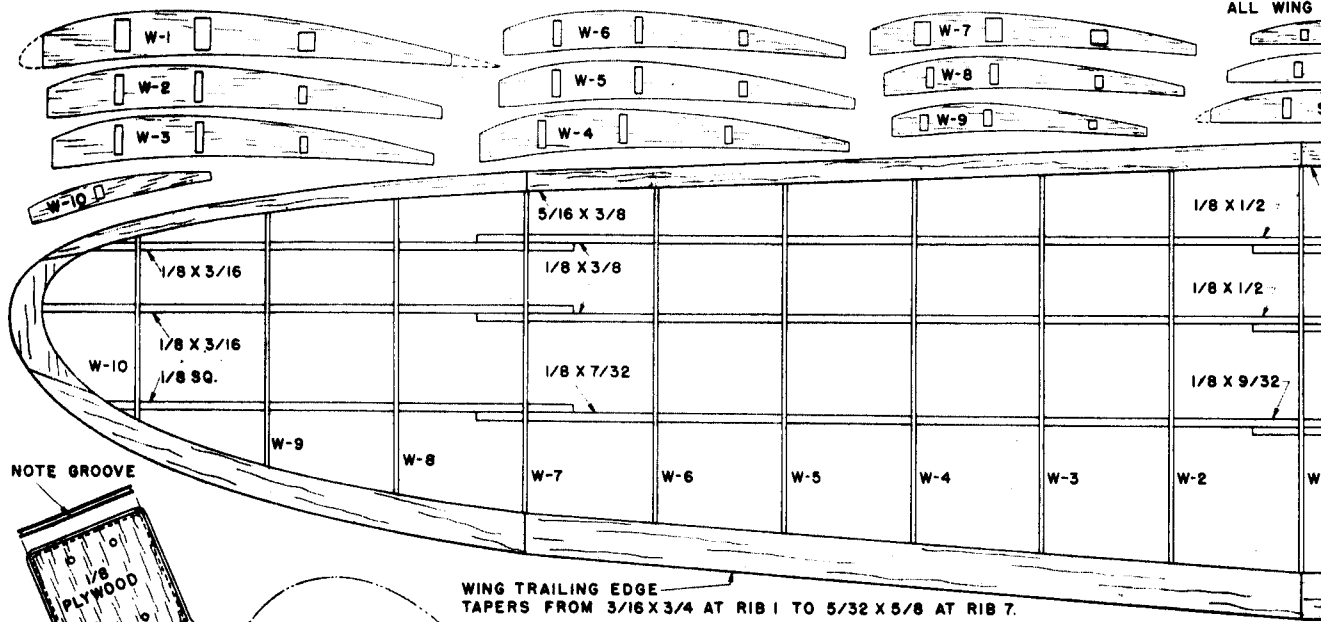 ALL WING
W-1
W-6
W-7
W-2
W-5
W-8
W-3
W-4
W-9
W-10
5/16 X 3/8
1/8 X 1/2
1/8 X 3/16
1/8 X 3/8
1/8 X 1/2
1/8 X 3/16
W-10
1/8 SQ.
1/8 X 7/32
1/8 X 9/32
W-9
W-8
W-7
W-6
W-5
W-4
W-3
W-2
W
NOTE GROOVE
1/8
PLYWOOD
WING TRAILING EDGE
TAPERS FROM 3/16 X 3/4 AT RIB 1 TO 5/32 X 5/8 AT RIB 7.